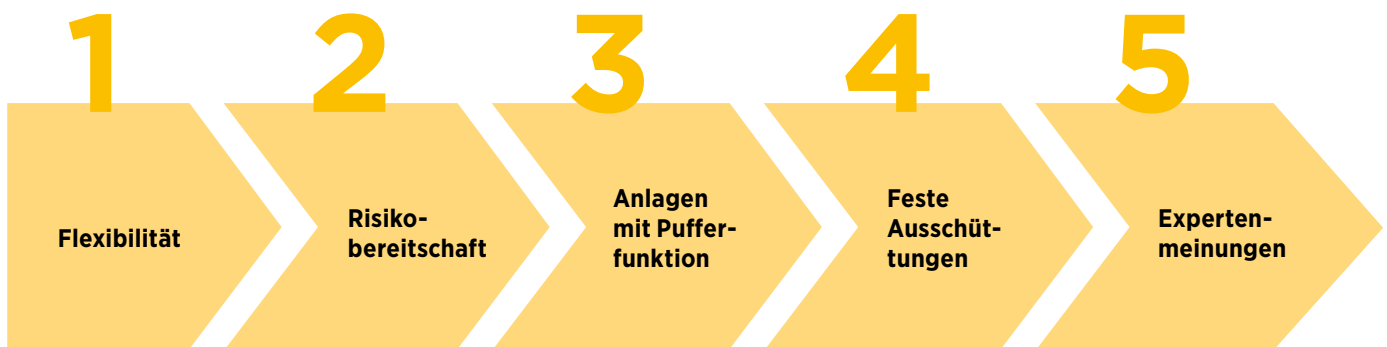 1
Flexibilität
2
Risiko-
bereitschaft
3
Anlagen
mit Puffer-
funktion
4
Feste
Ausschüt-
tungen
5
Experten-
meinungen